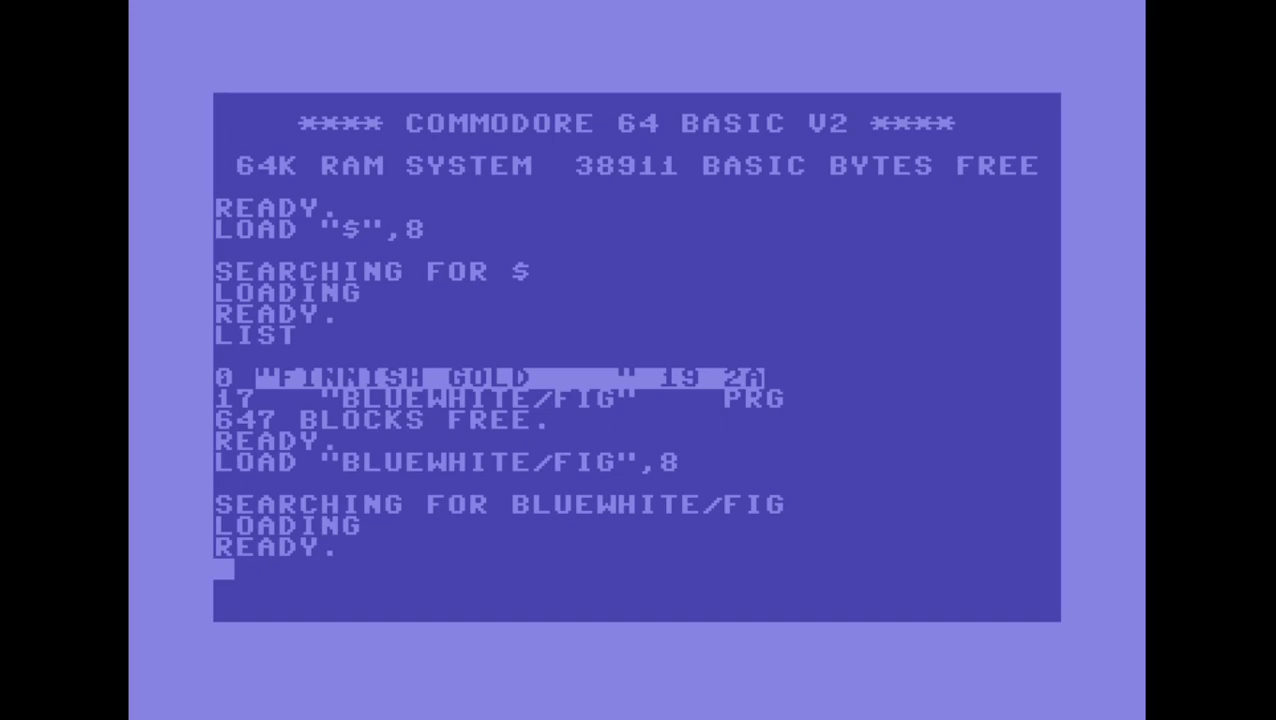 **** COMMODORE 64 BASIC V2 ****
64K RAM SYSTEM  38911 BASIC BYTES FREE
READY.
LOAD "$",8
SEARCHING FOR $
LOADING
READY.
LIST
0 "FINNISH GOLD    " 19 2A
17   "BLUEWHITE/FIG"    PRG
647 BLOCKS FREE.
READY.
LOAD "BLUEWHITE/FIG",8
SEARCHING FOR BLUEWHITE/FIG
LOADING
READY.